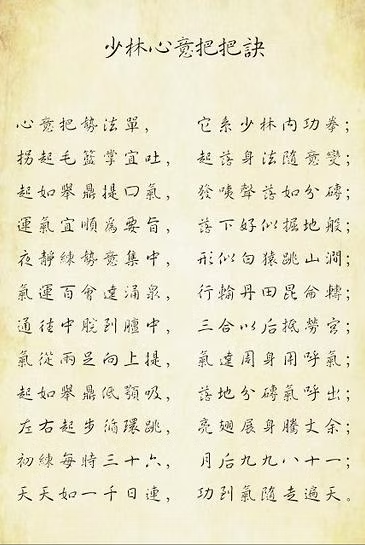 少林心意把把訣
心意把勢法單，它系少林內功拳；
拐起毛籃掌宜吐，起落身法隨意變；
起如舉鼎提口氣，發咦聲落如分磚；
運氣宜順為要旨，落下好似掘地般；
夜靜練勢意集中，形似白猿跳山澗；
氣運百會達涌泉，行輪丹田昆侖轉；
通往中脘到膻中，三合以后抵勞宮；
氣從兩足向上提，氣達周身用呼氣；
起如舉鼎低顎吸，落地分磚氣呼出；
左右起步循環跳，亮翅展身騰丈余；
初練每時三十六，月后九九八十一；
天天如一千日連，功到氣隨走遍天。